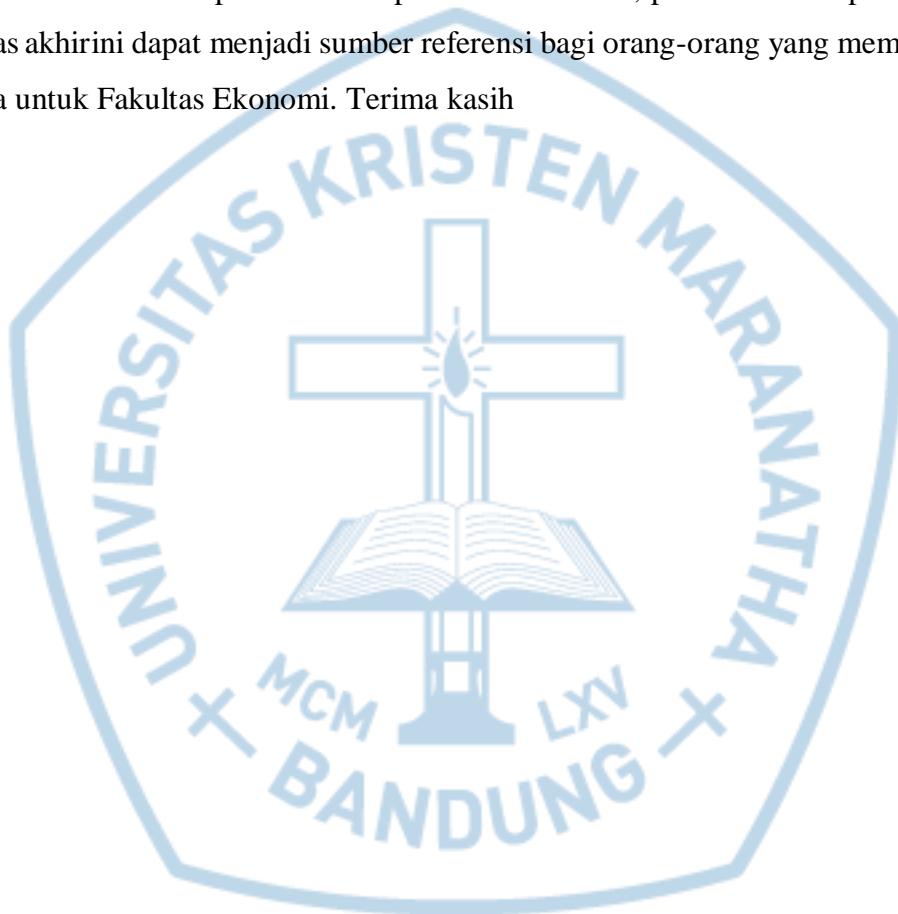 as akhirini dapat menjadi sumber referensi bagi orang-orang yang mem
a untuk Fakultas Ekonomi. Terima kasih
UNIVERSITAS KRISTEN MARANATHA
MCM LXV
BANDUNG